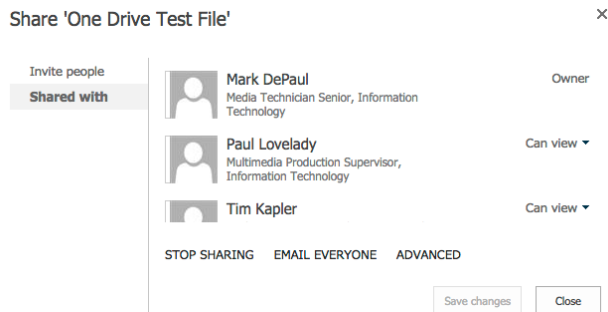 Share 'One Drive Test File'
×
Invite people
Shared with
Mark DePaul
Owner
Media Technician Senior, Information
Technology
Paul Lovelady
Can view
Multimedia Production Supervisor,
Information Technology
Tim Kapler
Can view
STOP SHARING EMAIL EVERYONE ADVANCED
Save changes Close